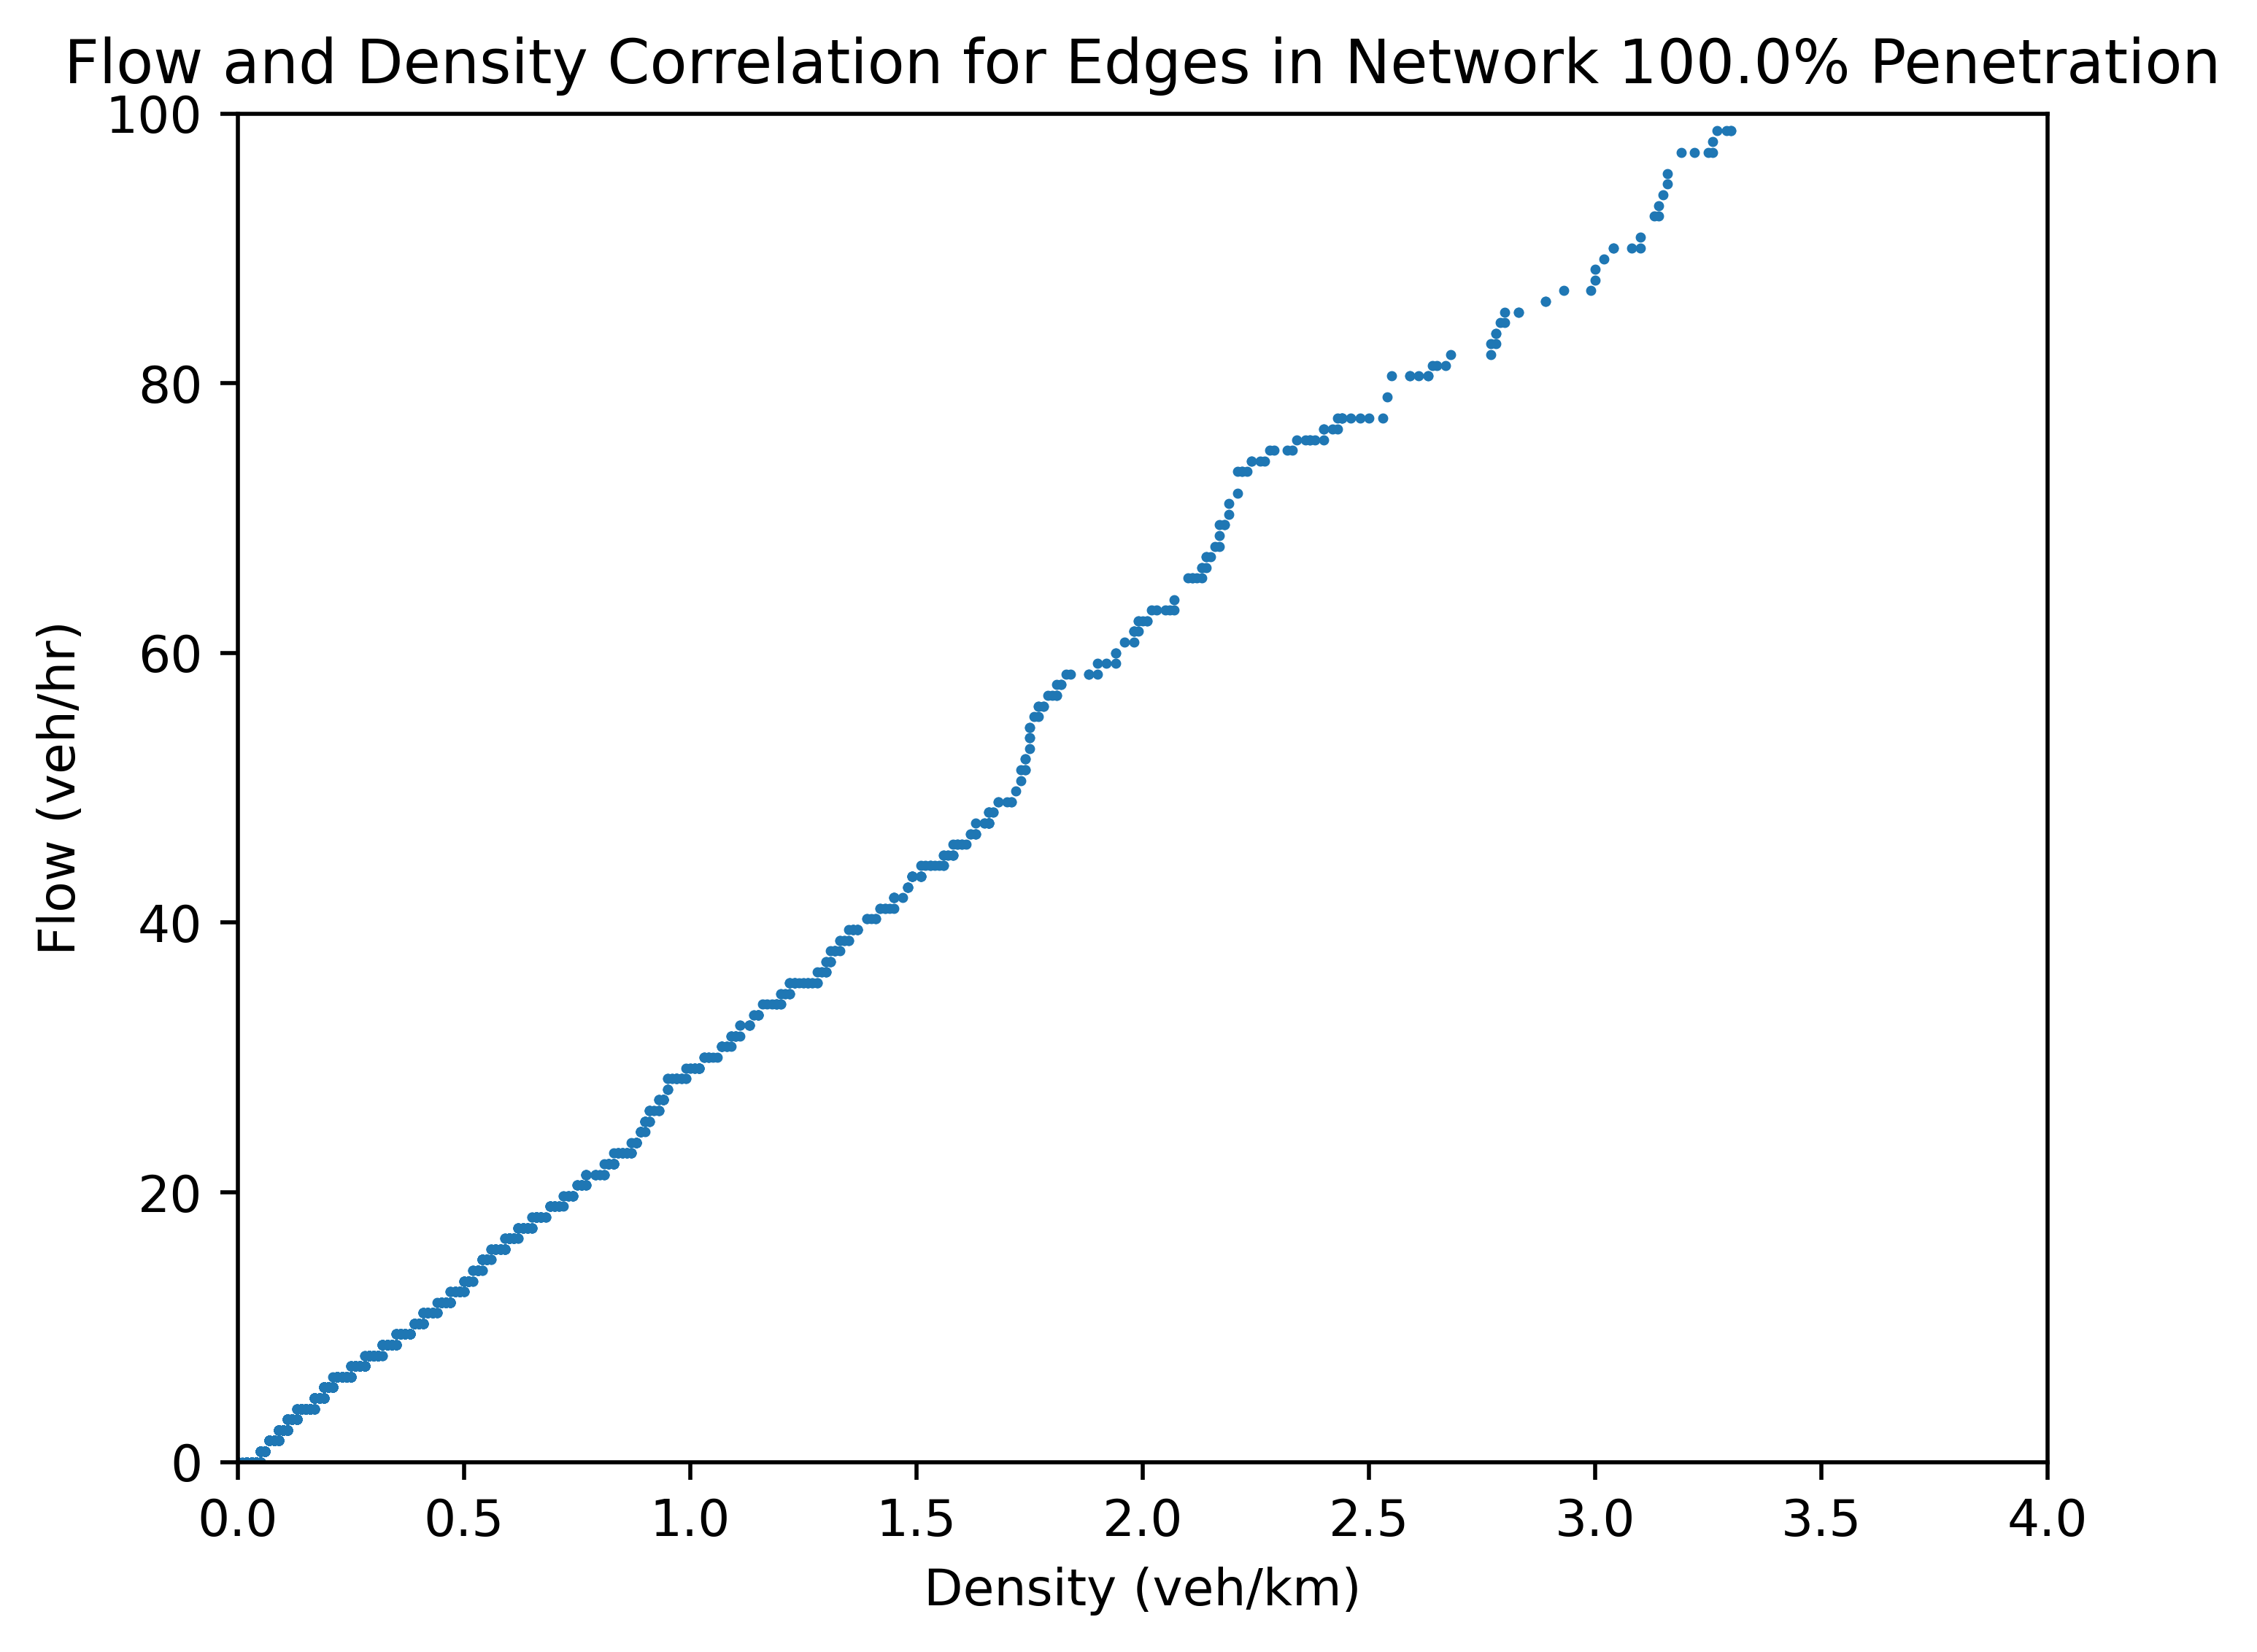 Flow and Density Correlation for Edges in Network 100.0% Penetration
100
80
60
40
20
0
Flow (veh/hr)
0.0 0.5 1.0 1.5 2.0 2.5 3.0 3.5 4.0
Density (veh/km)